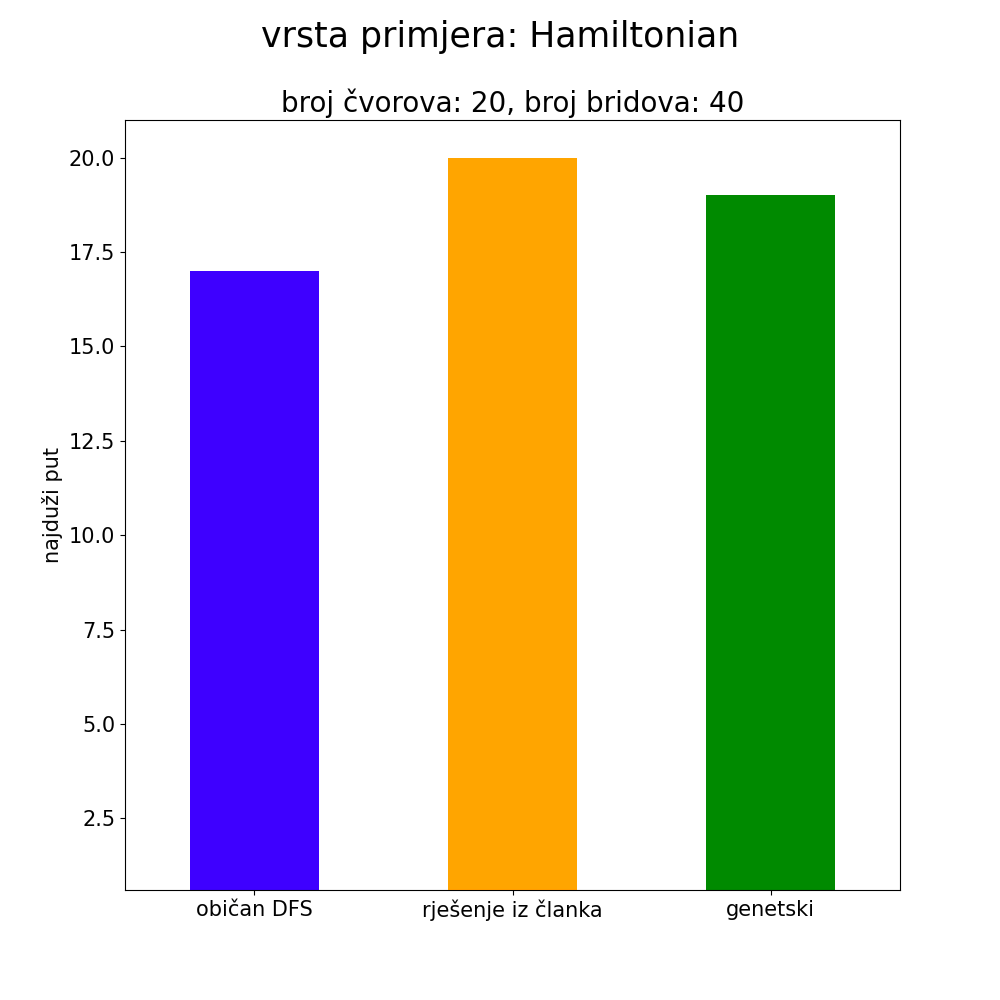 vrsta primjera: Hamiltonian
broj čvorova: 20, broj bridova: 40
20.0
17.5
15.0
12.5
10.0
7.5
5.0
2.5
najduži put
običan DFS
rješenje iz članka
genetski